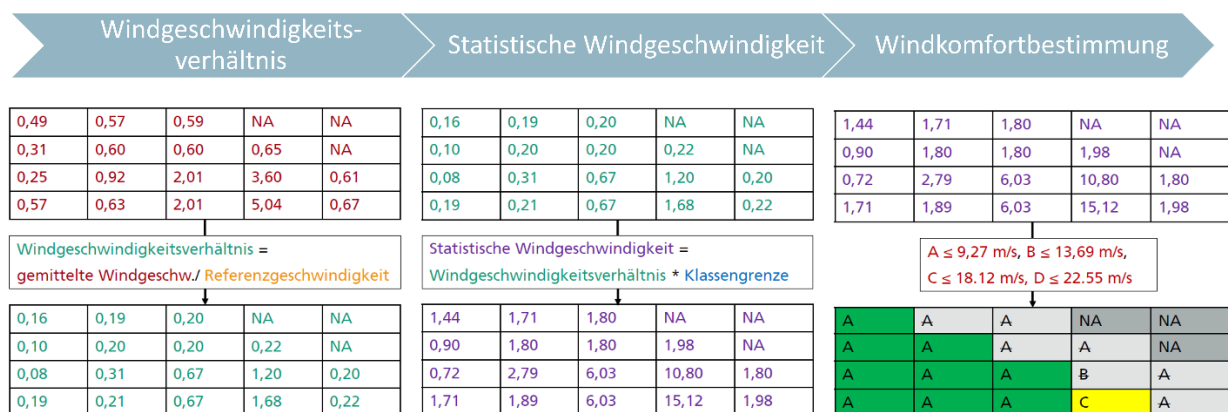 Windgeschwindigkeits-
verhältnis
Statistische Windgeschwindigkeit
Windkomfortbestimmung
0,49 0,57 0,59 NA NA
0,31 0,60 0,60 0,65 NA
0,25 0,92 2,01 3,60 0,61
0,57 0,63 2,01 5,04 0,67
Windgeschwindigkeitsverhältnis =
gemittelte Windgeschw./ Referenzgeschwindigkeit
0,16 0,19 0,20 NA NA
0,10 0,20 0,20 0,22 NA
0,08 0,31 0,67 1,20 0,20
0,19 0,21 0,67 1,68 0,22
0,16 0,19 0,20 NA NA
0,10 0,20 0,20 0,22 NA
0,08 0,31 0,67 1,20 0,20
0,19 0,21 0,67 1,68 0,22
Statistische Windgeschwindigkeit =
Windgeschwindigkeitsverhältnis * Klassengrenze
1,44 1,71 1,80 NA NA
0,90 1,80 1,80 1,98 NA
0,72 2,79 6,03 10,80 1,80
1,71 1,89 6,03 15,12 1,98
1,44 1,71 1,80 NA NA
0,90 1,80 1,80 1,98 NA
0,72 2,79 6,03 10,80 1,80
1,71 1,89 6,03 15,12 1,98
A ≤ 9,27 m/s, B ≤ 13,69 m/s,
C ≤ 18.12 m/s, D ≤ 22.55 m/s
A A A NA NA
A A A A NA
A A A B A
A A A C A